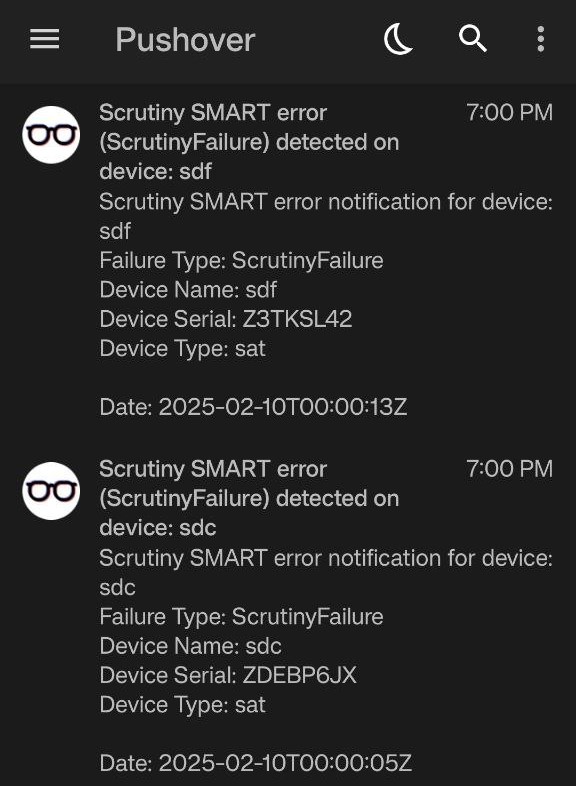 Pushover
Scrutiny SMART error
7:00 PM
(ScrutinyFailure) detected on
device: sdf
Scrutiny SMART error notification for device:
sdf
Failure Type: ScrutinyFailure
Device Name: sdf
Device Serial: Z3TKSL42
Device Type: sat
Date: 2025-02-10T00:00:13Z
Scrutiny SMART error
7:00 PM
(ScrutinyFailure) detected on
device: sdc
Scrutiny SMART error notification for device:
sdc
Failure Type: ScrutinyFailure
Device Name: sdc
Device Serial: ZDEBP6JX
Device Type: sat
Date: 2025-02-10T00:00:05Z